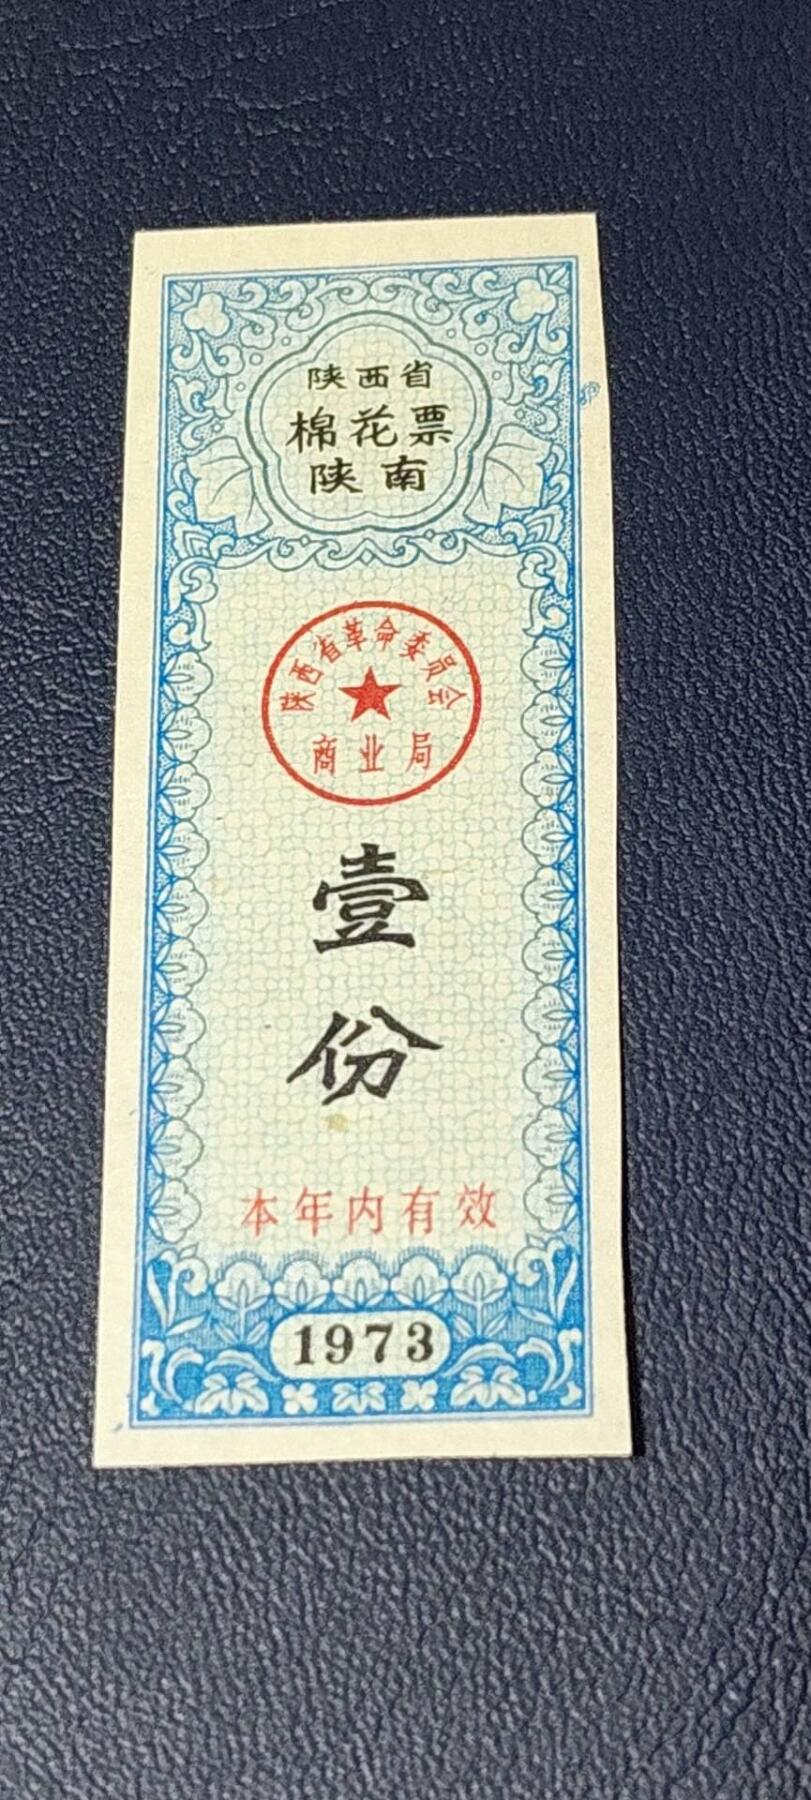 陕西省
棉花票
陕南
陕西省革命委员会
商业局
壹
份
本年内有效
1973